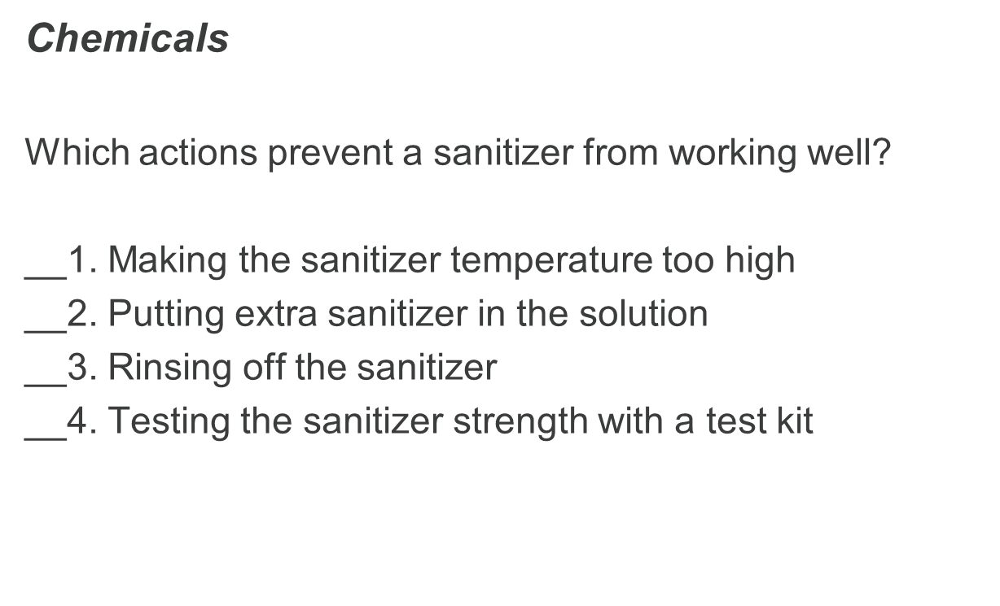 Chemicals
Which actions prevent a sanitizer from working well?
__1. Making the sanitizer temperature too high
__2. Putting extra sanitizer in the solution
__3. Rinsing off the sanitizer
__4. Testing the sanitizer strength with a test kit